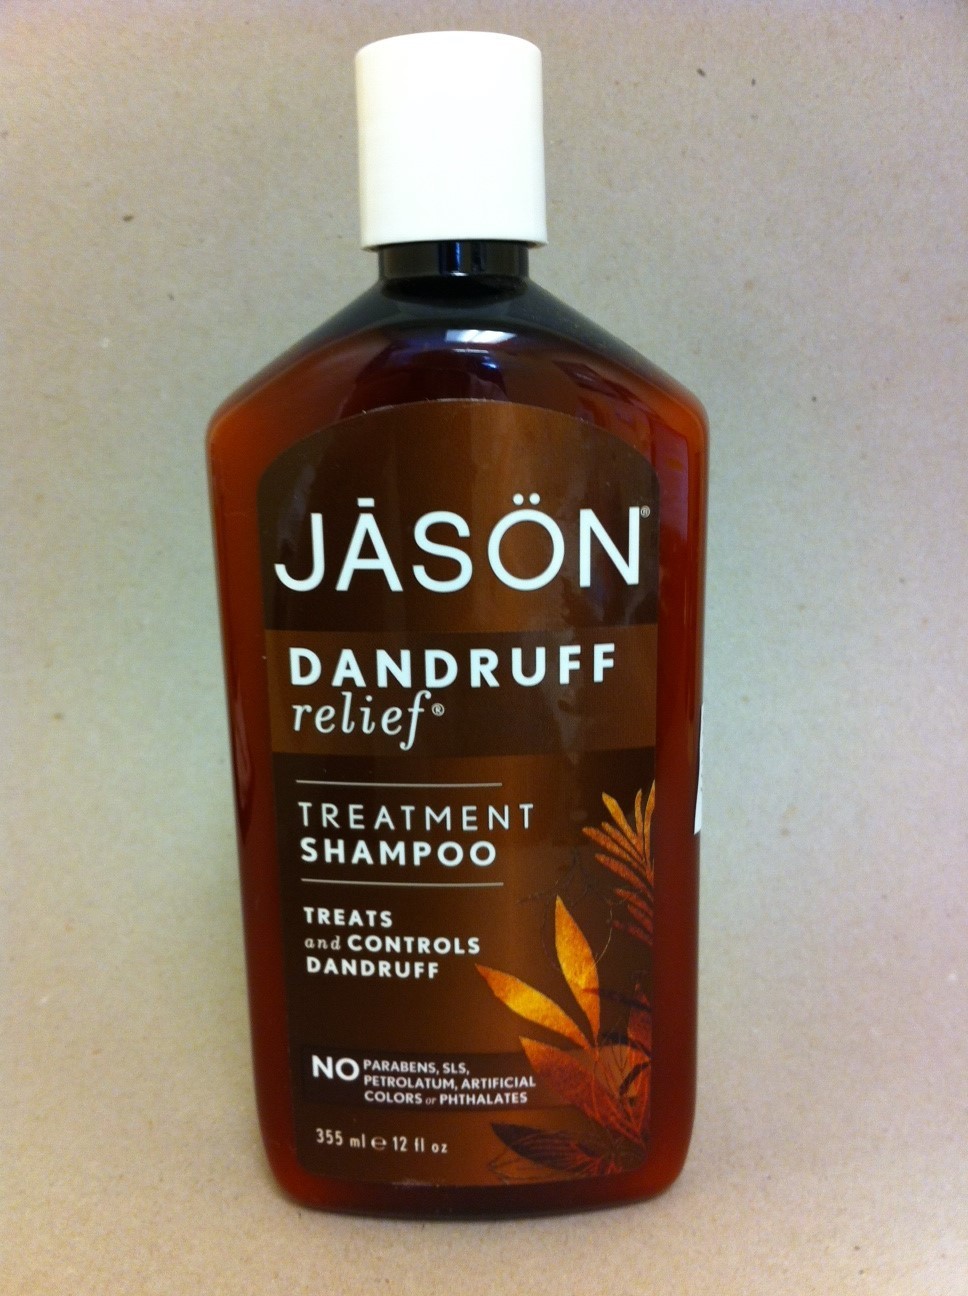 JĀSÖN®
DANDRUFF
relief®
TREATMENT
SHAMPOO
TREATS
and CONTROLS
DANDRUFF
NO PARABENS, SLS,
PETROLATUM, ARTIFICIAL
COLORS or PHTHALATES
355 ml ℮ 12 fl oz